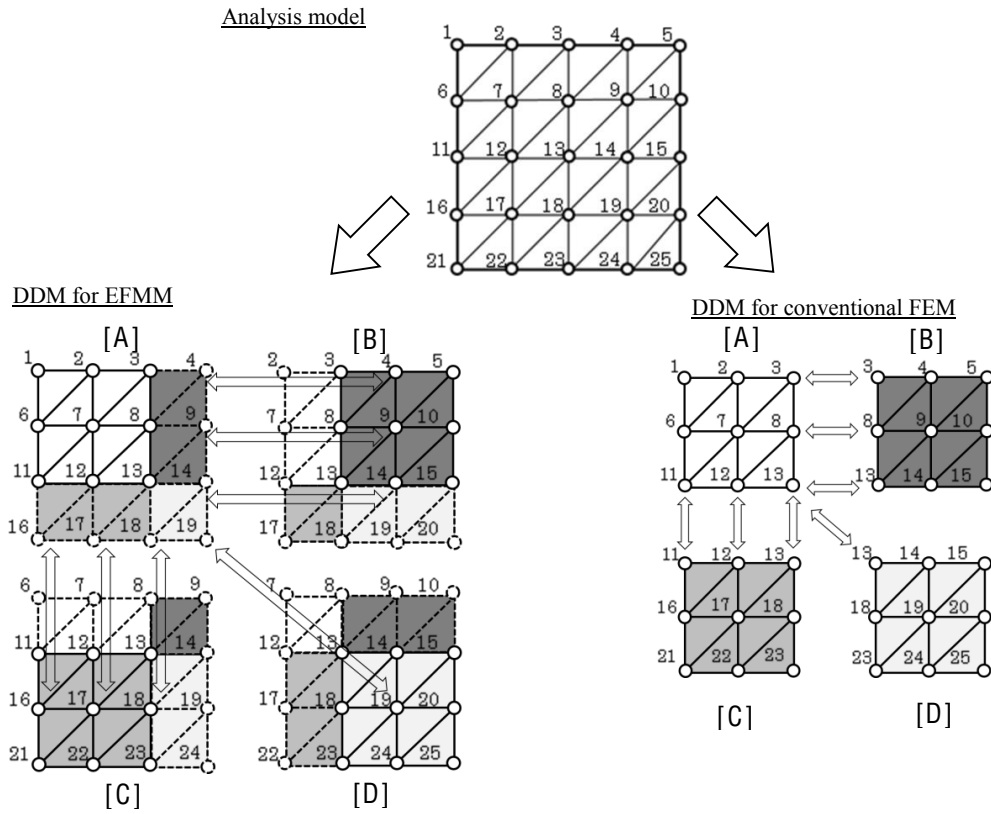 Analysis model
1 2 3 4 5
6 7 8 9 10
11 12 13 14 15
16 17 18 19 20
21 22 23 24 25
DDM for EFMM
[A]
1 2 3 4
6 7 8 9
11 12 13 14
16 17 18 19
[B]
2 3 4 5
7 8 9 10
12 13 14 15
17 18 19 20
6 7 8 9
11 12 13 14
16 17 18 19
21 22 23 24
[C]
7 8 9 10
12 13 14 15
17 18 19 20
22 23 24 25
[D]
DDM for conventional FEM
[A]
1 2 3
6 7 8
11 12 13
[B]
3 4 5
8 9 10
13 14 15
11 12 13
16 17 18
21 22 23
[C]
13 14 15
18 19 20
23 24 25
[D]